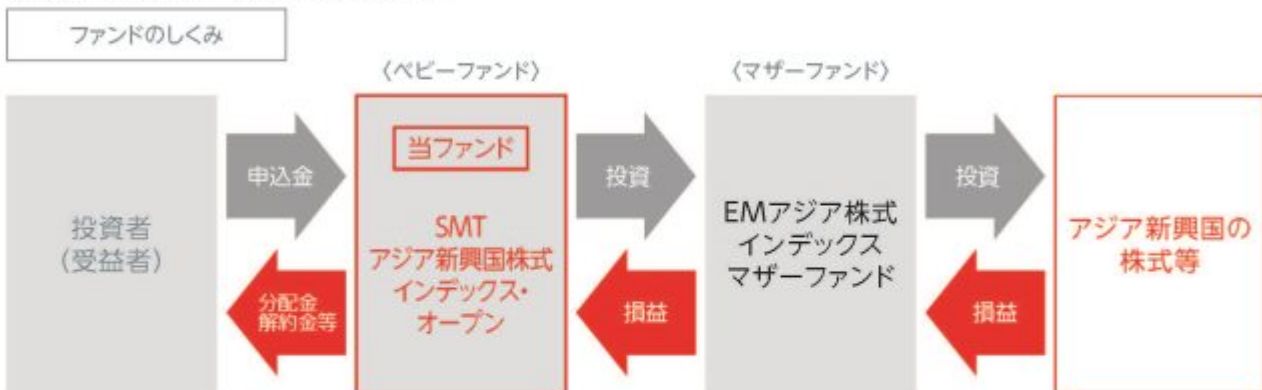 ファンドのしくみ
〈ベビーファンド〉
〈マザーファンド〉
投資者
(受益者)
申込金
分配金
解約金等
当ファンド
SMT
アジア新興国株式
インデックス・
オープン
投資
損益
EMアジア株式
インデックス
マザーファンド
投資
損益
アジア新興国の
株式等